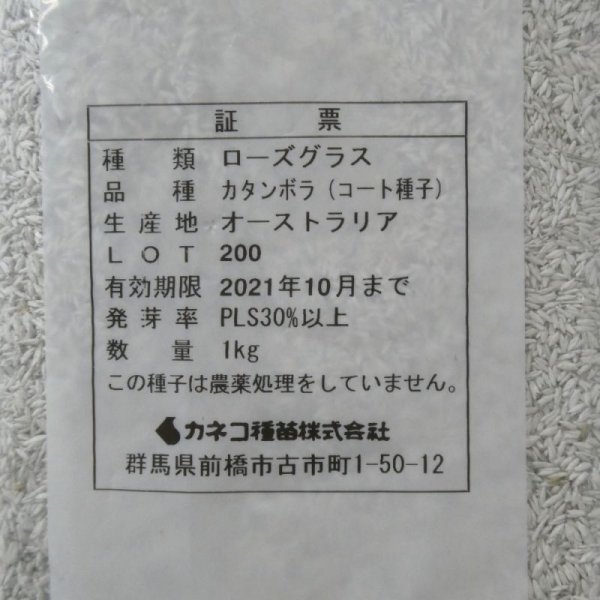 証 票
種 類 ローズグラス
品 種 カタンボラ（コート種子）
生 産 地 オーストラリア
L O T 200
有効期限 2021年10月まで
発 芽 率 PLS30%以上
数 量 1kg
この種子は農薬処理をしていません。
カネコ種苗株式会社
群馬県前橋市古市町1-50-12